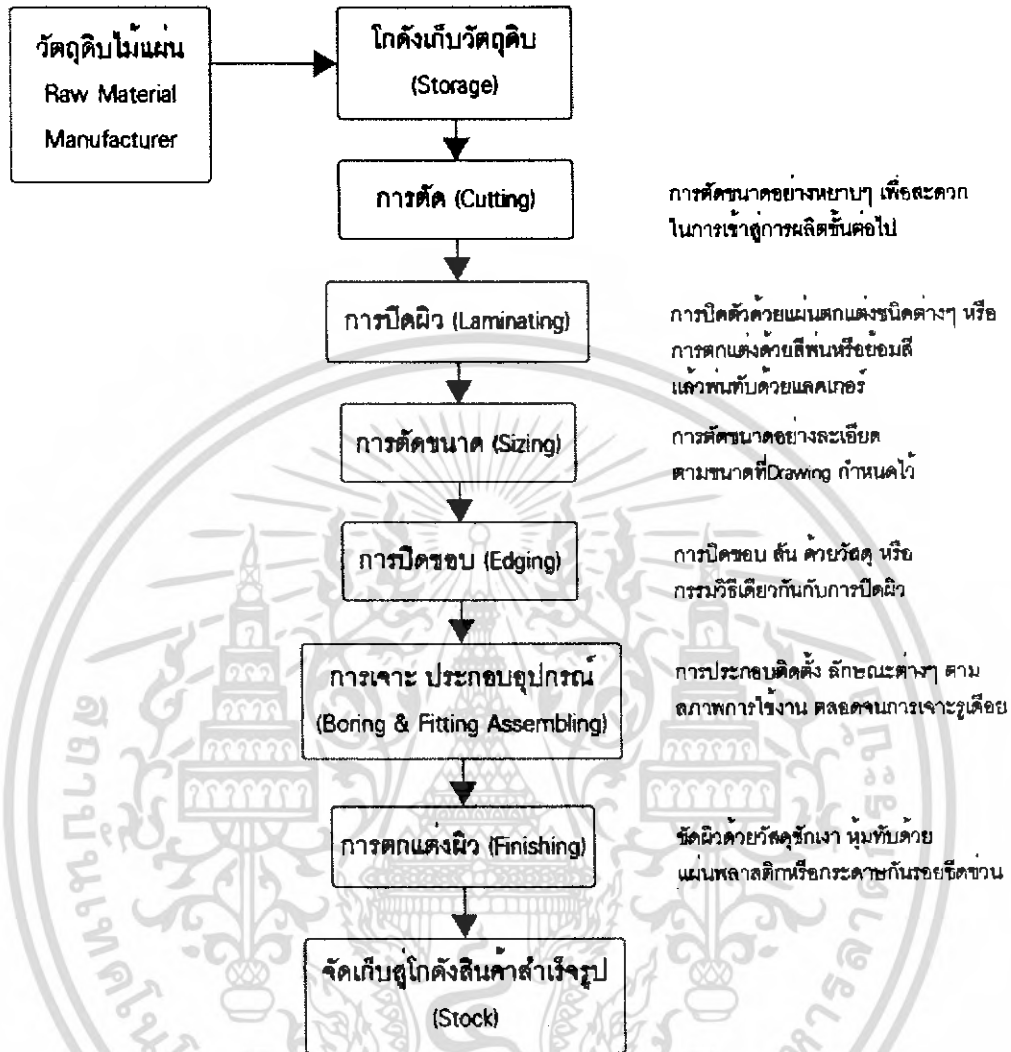 วัตถุดิบไม้แผ่น
Raw Material
Manufacturer
โกดังเก็บวัตถุดิบ
(Storage)
การตัด (Cutting)
การตัดขนาดอย่างหยาบๆ เพื่อสะดวก
ในการเข้าสู่การผลิตขั้นต่อไป
การปิดผิว (Laminating)
การปิดตัวด้วยแผ่นตกแต่งชนิดต่างๆ หรือ
การตกแต่งด้วยสีพ่นหรือย้อมสี
แล้วพ่นทับด้วยแลคเกอร์
การตัดขนาด (Sizing)
การตัดขนาดอย่างละเอียด
ตามขนาดที่Drawing กำหนดไว้
การปิดขอบ (Edging)
การปิดขอบ สัน ด้วยวัสดุ หรือ
กรรมวิธีเดียวกันกับการปิดผิว
การเจาะ ประกอบอุปกรณ์
(Boring & Fitting Assembling)
การประกอบติดตั้ง ลักษณะต่างๆ ตาม
สภาพการใช้งาน ตลอดจนการเจาะรูเดือย
การตกแต่งผิว (Finishing)
ขัดผิวด้วยวัสดุชักเงา หุ้มทับด้วย
แผ่นพลาสติกหรือกระดาษกันรอยขีดข่วน
จัดเก็บสู่โกดังสินค้าสำเร็จรูป
(Stock)